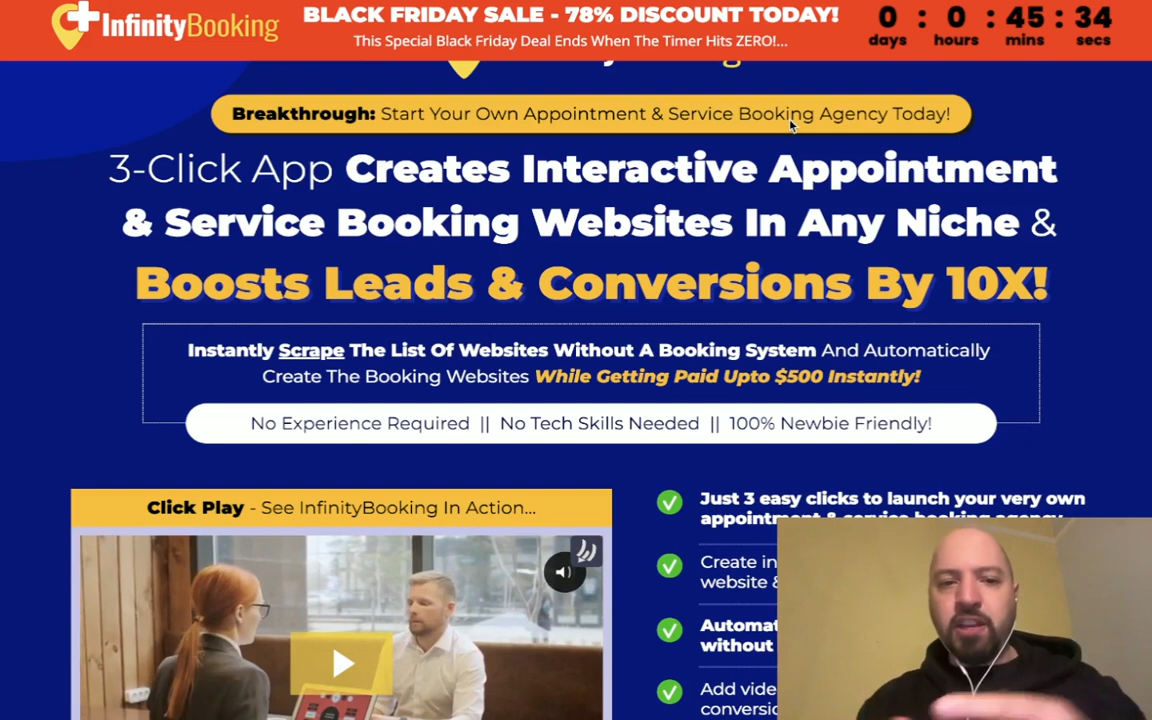 InfinityBooking
BLACK FRIDAY SALE - 78% DISCOUNT TODAY!
This Special Black Friday Deal Ends When The Timer Hits ZERO!...
0 : 0 : 45 : 34
days hours mins secs
Breakthrough: Start Your Own Appointment & Service Booking Agency Today!
3-Click App Creates Interactive Appointment
& Service Booking Websites In Any Niche &
Boosts Leads & Conversions By 10X!
Instantly Scrape The List Of Websites Without A Booking System And Automatically
Create The Booking Websites While Getting Paid Upto $500 Instantly!
No Experience Required || No Tech Skills Needed || 100% Newbie Friendly!
Click Play - See InfinityBooking In Action...
Just 3 easy clicks to launch your very own
appointment & service booking agency
Create in
website &
Automat
without
Add vide
conversio